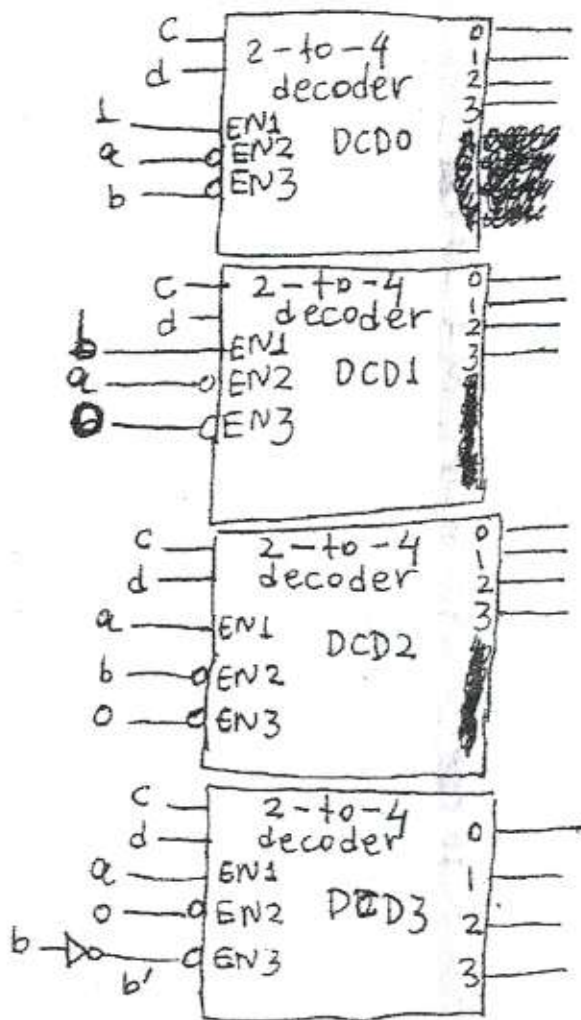 c 2-to-4 0
d decoder 1
2
3
1 EN1
a EN2 DCD0
b EN3
c 2-to-4 0
d decoder 1
2
b EN1 3
a EN2 DCD1
0 EN3
c 2-to-4 0
d decoder 1
2
a EN1 3
DCD2
b EN2
0 EN3
c 2-to-4
d decoder 0
a EN1 1
0 EN2 DCD3
b b' EN3 2
3